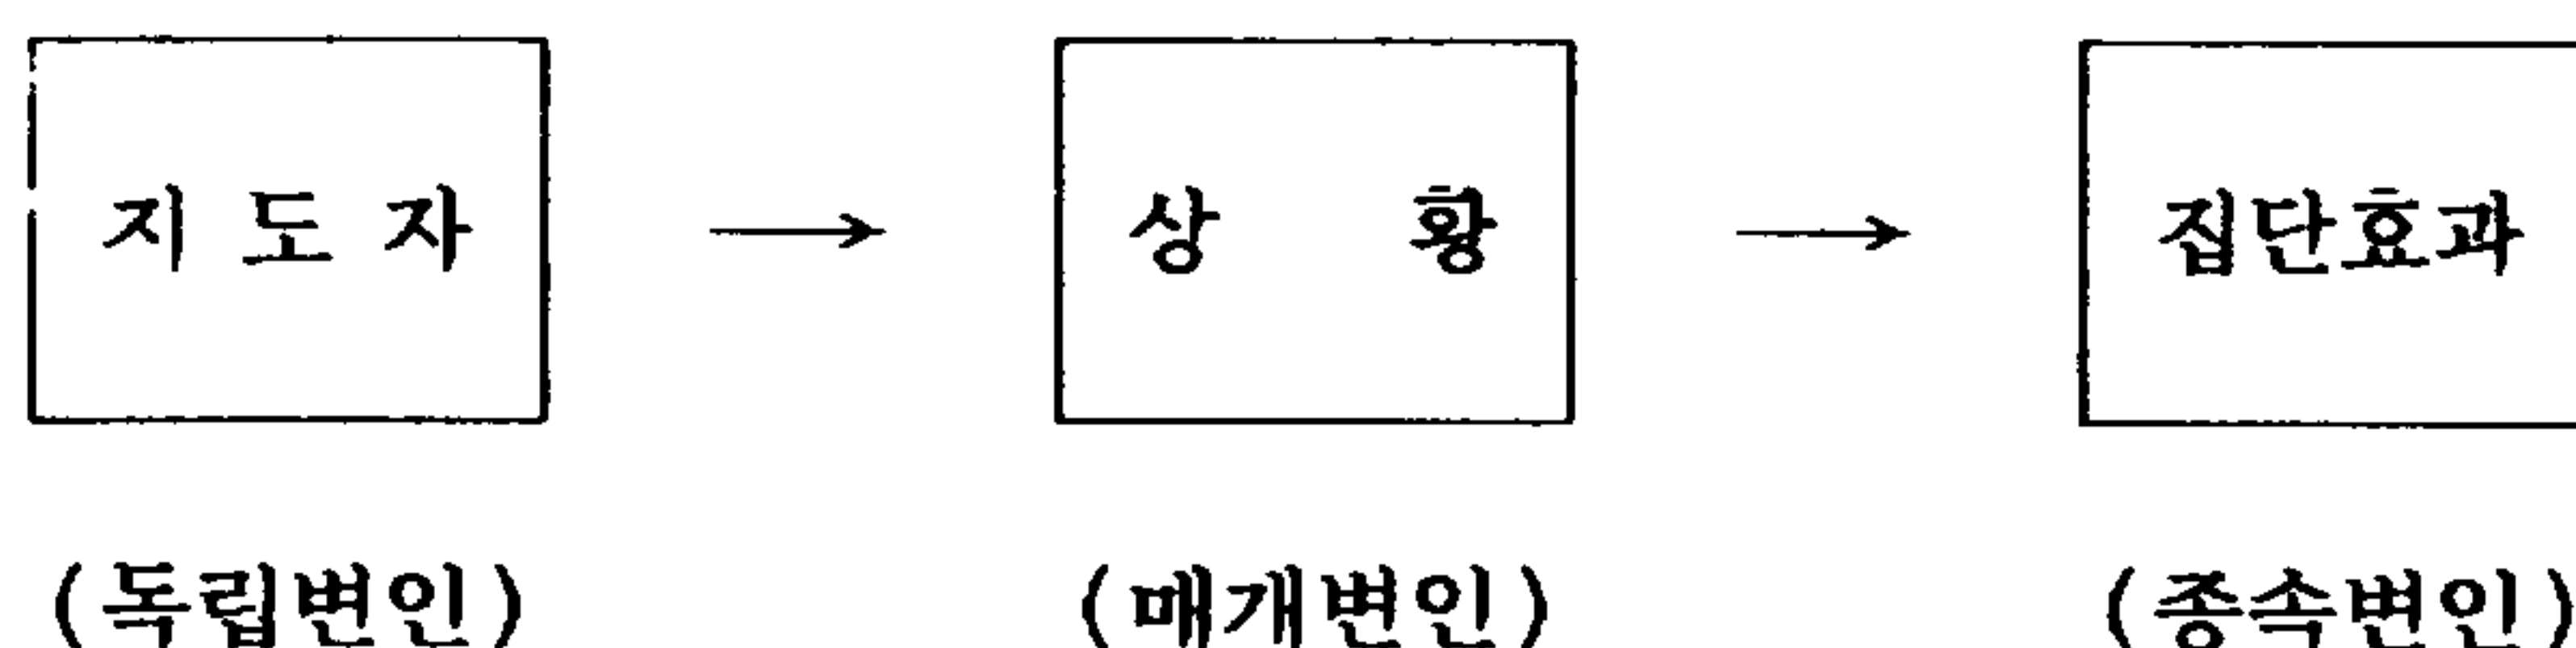 지 도 자 → 상 황 → 집단효과
(독립변인) (매개변인) (종속변인)